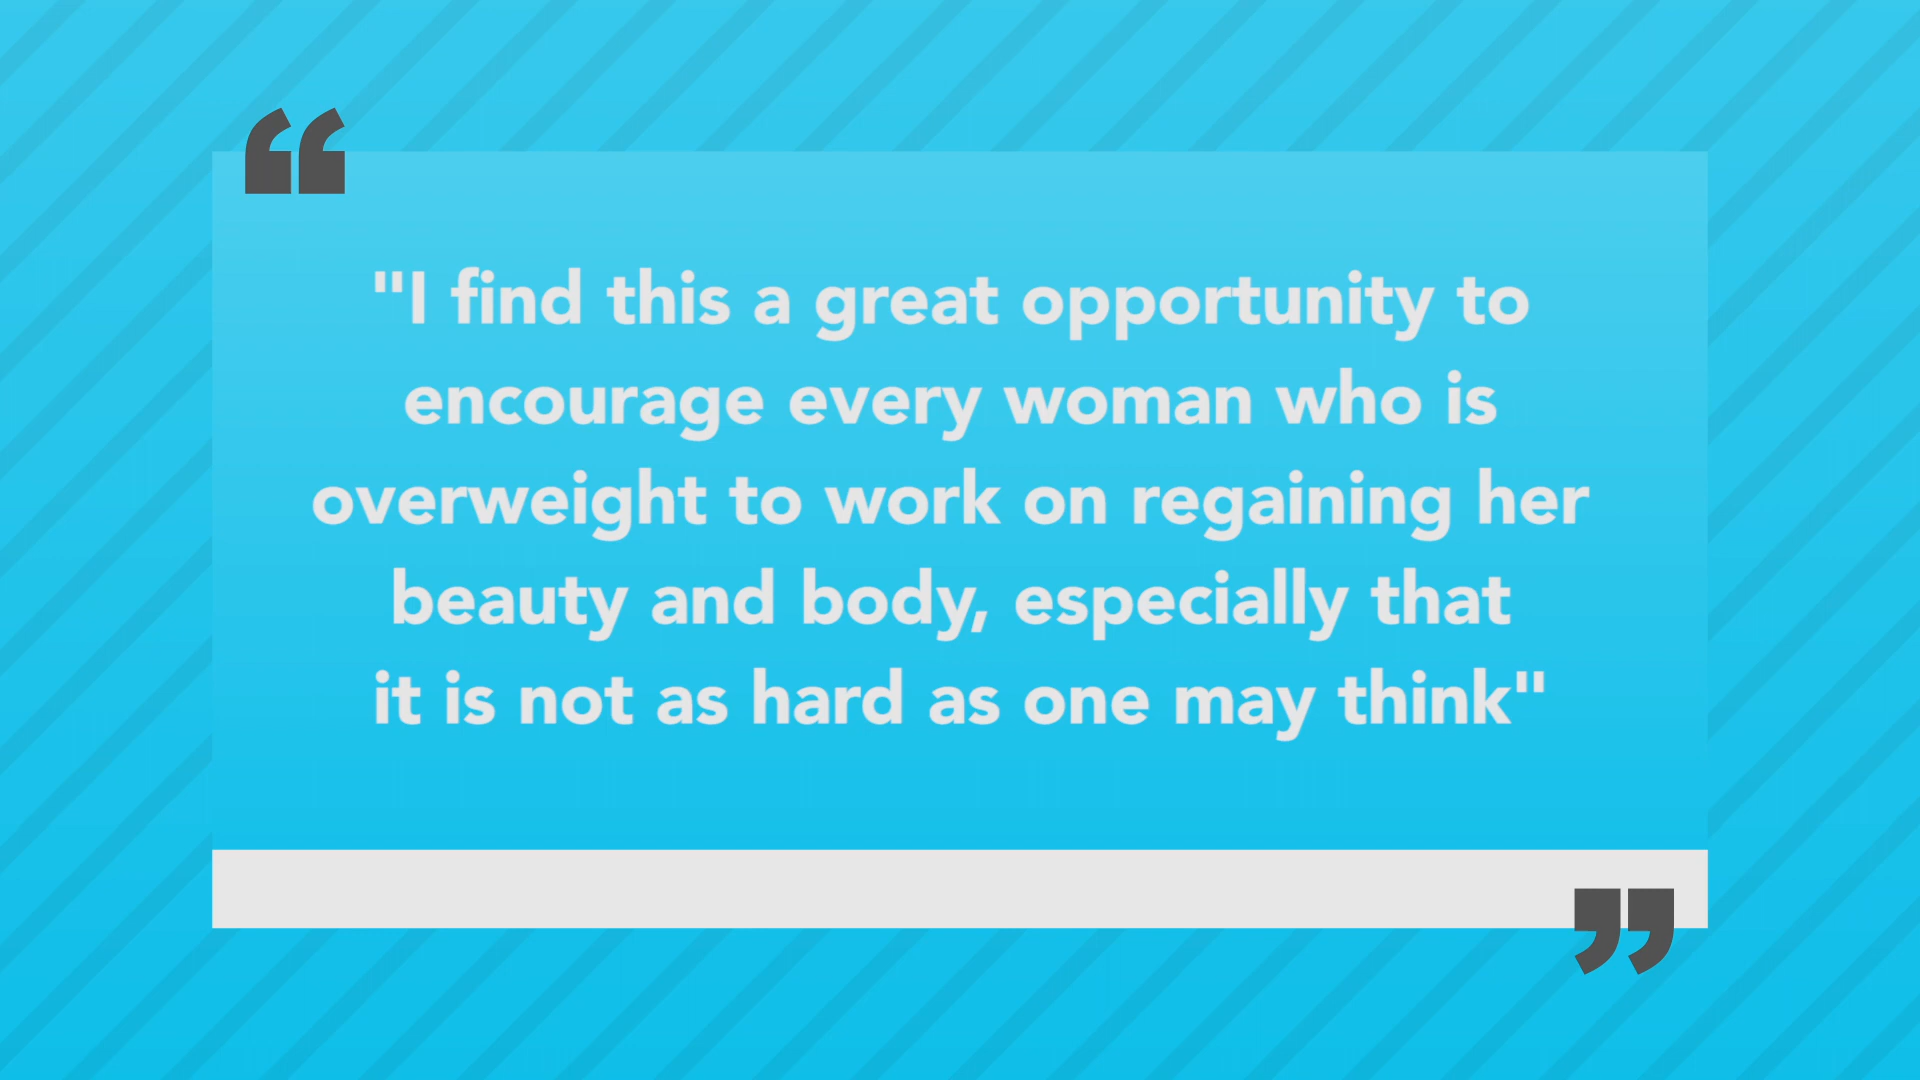 "I find this a great opportunity to
encourage every woman who is
overweight to work on regaining her
beauty and body, especially that
it is not as hard as one may think"